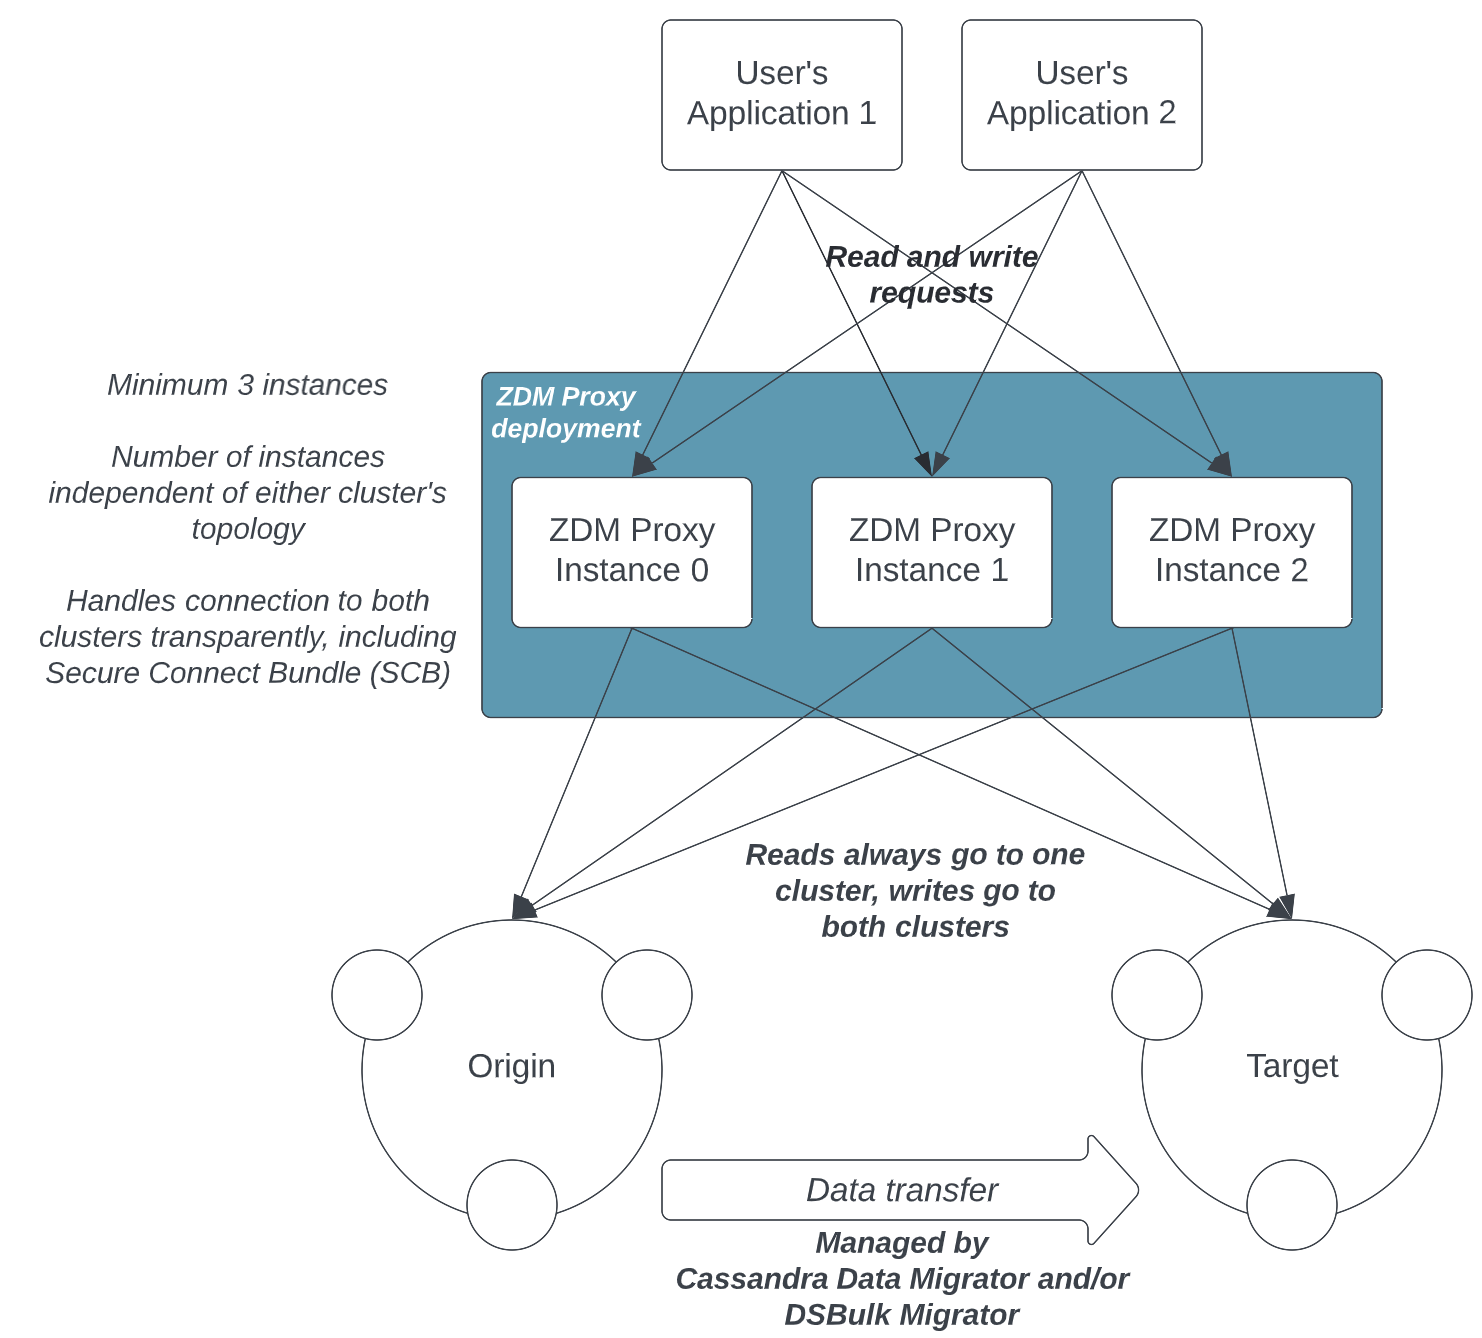 User's
Application 1
User's
Application 2
Read and write
requests
Minimum 3 instances
Number of instances
independent of either cluster's
topology
Handles connection to both
clusters transparently, including
Secure Connect Bundle (SCB)
ZDM Proxy
deployment
ZDM Proxy
Instance 0
ZDM Proxy
Instance 1
ZDM Proxy
Instance 2
Reads always go to one
cluster, writes go to
both clusters
Origin
Target
Data transfer
Managed by
Cassandra Data Migrator and/or
DSBulk Migrator